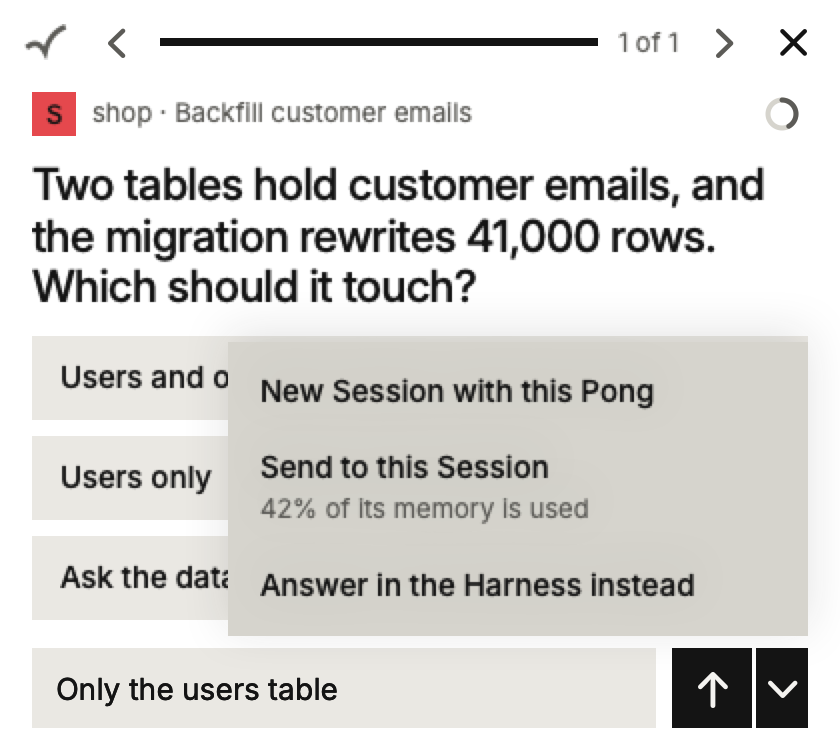 1 of 1
S
shop · Backfill customer emails
Two tables hold customer emails, and
the migration rewrites 41,000 rows.
Which should it touch?
Users and
New Session with this Pong
Users only
Send to this Session
42% of its memory is used
Ask the
Answer in the Harness instead
Only the users table